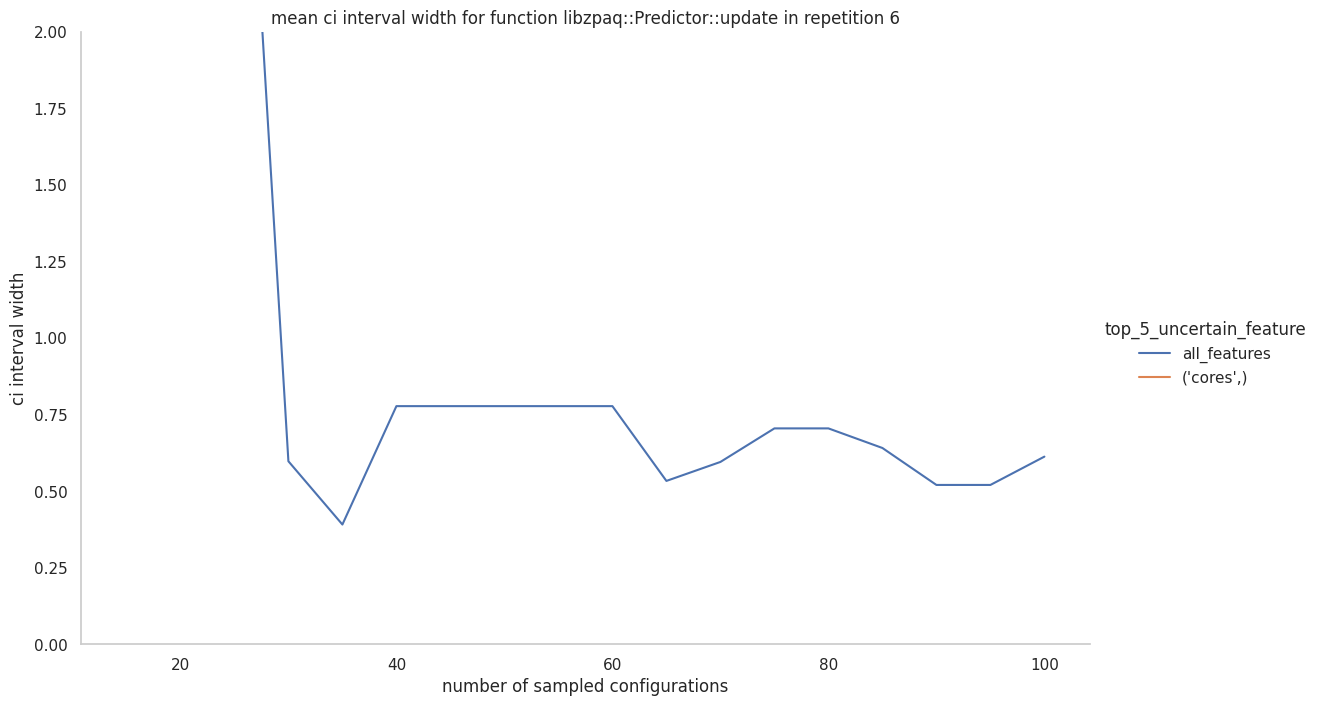 mean ci interval width for function libzpaq::Predictor::update in repetition 6
2.00
1.75
1.50
1.25
1.00
0.75
0.50
0.25
0.00
ci interval width
20
40
60
80
100
number of sampled configurations
top_5_uncertain_feature
all_features
('cores',)